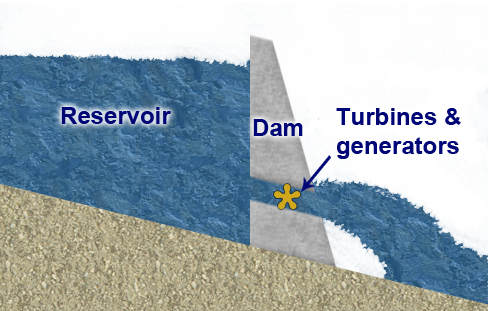 Reservoir
Dam
Turbines &
generators